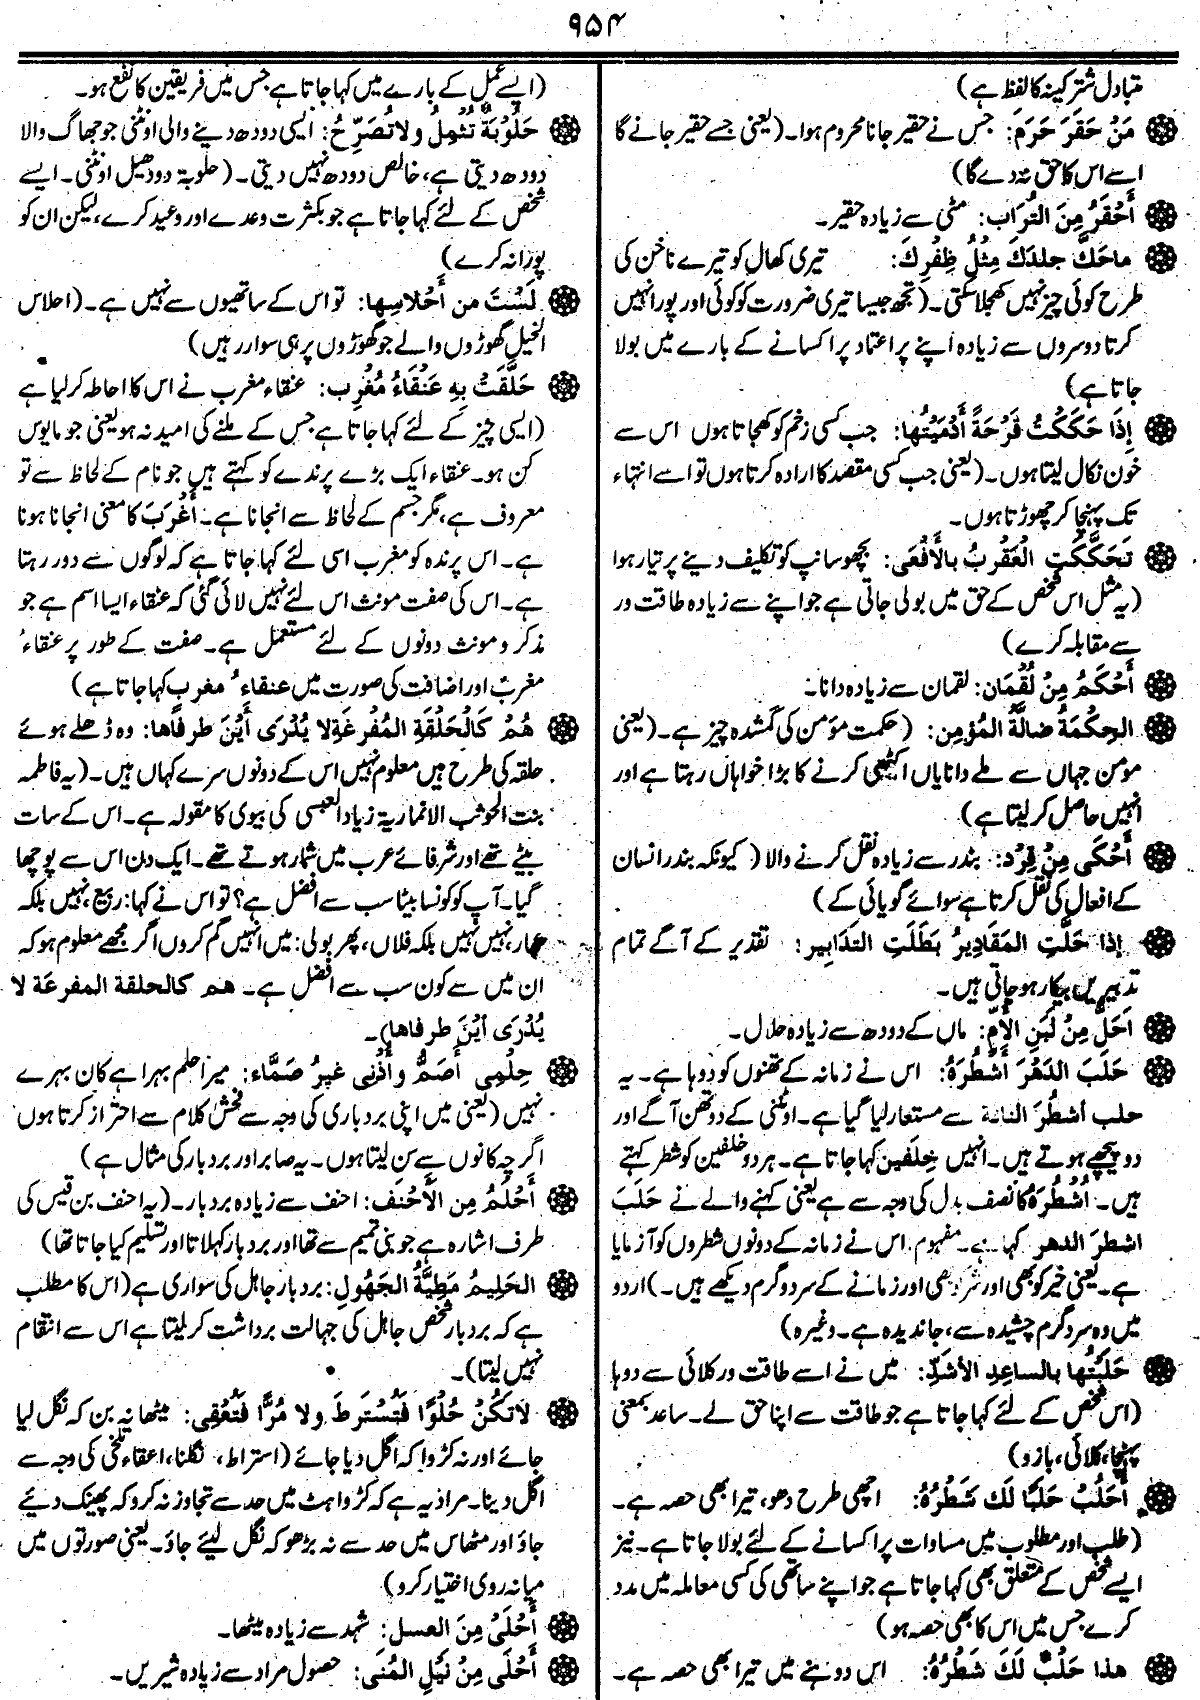 ۹۵۴
متبادل شتر کینہ کا لفظ ہے)
مَنْ حَقَرَ حَرَمَ: جس نے حقیر جانا محروم ہوا۔ (یعنی جسے حقیر جانے گا
اسے اس کا حق نہ دے گا)
أَحْقَرُ مِنَ التُّرَاب: مٹی سے زیادہ حقیر۔
ماحَكَّ جِلدَكَ مِثْلُ ظِفُرِكَ: تیری کھال کو تیرے ناخن کی
طرح کوئی چیز نہیں کھجلا سکتی۔ (تجھ جیسا تیری ضرورت کو کوئی اور پورا نہیں
کرتا دوسروں سے زیادہ اپنے پر اعتماد پر اکسانے کے بارے میں بولا
جاتا ہے)
إِذَا حَكَكْتُ قَرْحَةً أَدْمَيْتُها: جب کسی زخم کو کھجاتا ہوں اس سے
خون نکال لیتا ہوں۔ (یعنی جب کسی مقصد کا ارادہ کرتا ہوں تو اسے انتہاء
تک پہنچا کر چھوڑتا ہوں۔
تَحَكَّكَتِ الْعَقْرَبُ بالأَفْعَى: بچھو سانپ کو تکلیف دینے پر تیار ہوا
(یہ مثل اس شخص کے حق میں بولی جاتی ہے جو اپنے سے زیادہ طاقت ور
سے مقابلہ کرے)
أَحْكَمُ مِنْ لُقْمَان: لقمان سے زیادہ دانا۔
الحِكْمَةُ ضالَّةُ المُؤمِن: (حکمت مؤمن کی گمشدہ چیز ہے۔ (یعنی
مومن جہاں سے ملے دانایاں اکٹھی کرنے کا بڑا خواہاں رہتا ہے اور
انہیں حاصل کر لیتا ہے)
أَحْكَى مِنْ قِرْد: بندر سے زیادہ نقل کرنے والا (کیونکہ بندر انسان
کے افعال کی نقل کرتا ہے سوائے گویائی کے)
إذا حَلَّتِ المَقَادِيرُ بَطَلَتِ التدَابِير: تقدیر کے آگے تمام
تدبیریں بیکار ہو جاتی ہیں۔
اَحَلُّ مِنْ لَبَنِ الأُمِّ: ماں کے دودھ سے زیادہ حلال۔
حَلَبَ الدهْرَ أَشْطُرَهُ: اس نے زمانہ کے تھنوں کو دوہا ہے۔ یہ
حلب أشطُرَ الناقة سے مستعار لیا گیا ہے۔ اونٹنی کے دو تھن آگے اور
دو پیچھے ہوتے ہیں۔ انہیں خِلفَین کہا جاتا ہے۔ ہر دو خلفین کو شطر کہتے
ہیں۔ أشْطُرَهُ کا نصف بدل کی وجہ سے ہے یعنی کہنے والے نے حَلَبَ
اشطرَ الدهر کہا ہے۔ مفہوم اس نے زمانہ کے دونوں شطروں کو آزمایا
ہے۔ یعنی خیر کو بھی اور شر کو بھی اور زمانے کے سرد و گرم دیکھے ہیں۔) اردو
میں وہ سرد گرم چشیدہ ہے، جاندیدہ ہے۔ وغیرہ)
حَلَبْتُها بالساعِدِ الأشَدِّ: میں نے اسے طاقت ور کلائی سے دوہا
(اس شخص کے لئے کہا جاتا ہے جو طاقت سے اپنا حق لے۔ ساعد بمعنی
پہنچا، کلائی، بازو)
أُحْلُبْ حَلَبًا لَكَ شَطْرُهُ: اچھی طرح دھو، تیرا بھی حصہ ہے۔
(طلب اور مطلوب میں مساوات پر اکسانے کے لئے بولا جاتا ہے۔ نیز
ایسے شخص کے متعلق بھی کہا جاتا ہے جو اپنے ساتھی کی کسی معاملہ میں مدد
کرے جس میں اس کا بھی حصہ ہو)
هذا حَلْبٌ لَكَ شَطْرُهُ: اس دوہنے میں تیرا بھی حصہ ہے۔
(ایسے عمل کے بارے میں کہا جاتا ہے جس میں فریقین کا نفع ہو۔
حَلُوبَةٌ تُثْمِلُ ولا تُصَرِّحُ: ایسی دودھ دینے والی اونٹنی جو جھاگ والا
دودھ دیتی ہے، خالص دودھ نہیں دیتی۔ (حلوبۃ دودھیل اونٹنی۔ ایسے
شخص کے لئے کہا جاتا ہے جو بکثرت وعدے اور وعید کرے، لیکن ان کو
پورا نہ کرے)
لَسْتَ من أَحْلاسِها: تو اس کے ساتھیوں سے نہیں ہے۔ (احلاس
الخیل گھوڑوں والے جو گھوڑوں پر ہی سوار رہیں)
حَلَّقَتْ بِهِ عَنْقَاءُ مُغْرِب: عنقاء مغرب نے اس کا احاطہ کر لیا ہے
(ایسی چیز کے لئے کہا جاتا ہے جس کے ملنے کی امید نہ ہو یعنی جو مایوس
کن ہو۔ عنقاء ایک بڑے پرندے کو کہتے ہیں جو نام کے لحاظ سے تو
معروف ہے، مگر جسم کے لحاظ سے انجانا ہے۔ أَغْرَبَ کا معنی انجانا ہونا
ہے۔ اس پرندہ کو مغرب اسی لئے کہا جاتا ہے کہ لوگوں سے دور رہتا
ہے۔ اس کی صفت مونث اس لئے نہیں لائی گئی کہ عنقاء ایسا اسم ہے جو
مذکر و مونث دونوں کے لئے مستعمل ہے۔ صفت کے طور پر عنقاءُ
مغربٌ اور اضافت کی صورت میں عنقاءُ مغربٍ کہا جاتا ہے)
هُمْ كَالحَلْقَةِ المُفْرغَةِ لا يُدْرَى أَيْنَ طرفاها: وہ ڈھلے ہوئے
حلقہ کی طرح ہیں معلوم نہیں اس کے دونوں سرے کہاں ہیں۔ (یہ فاطمہ
بنت الحوشب الانماریۃ زیاد العبسی کی بیوی کا مقولہ ہے۔ اس کے سات
بیٹے تھے اور شرفائے عرب میں شمار ہوتے تھے۔ ایک دن اس سے پوچھا
گیا۔ آپ کو کونسا بیٹا سب سے افضل ہے؟ تو اس نے کہا: ربیع، نہیں بلکہ
عمار، نہیں نہیں بلکہ فلاں، پھر بولی: میں انہیں گم کروں اگر مجھے معلوم ہو کہ
ان میں سے کون سب سے افضل ہے۔ هم كالحلقة المفرغة لا
يُدْرَى أيْنَ طرفاها)۔
حِلْمِى أَصَمُّ وأُذْنِى غيرُ صَمَّاء: میرا حلم بہرا ہے کان بہرے
نہیں (یعنی میں اپنی بردباری کی وجہ سے فحش کلام سے احتراز کرتا ہوں
اگرچہ کانوں سے سن لیتا ہوں۔ یہ صابر اور بردبار کی مثال ہے)
أَحْلَمُ مِن الأَحْنَف: احنف سے زیادہ بردبار۔ (یہ احنف بن قیس کی
طرف اشارہ ہے جو بنی تمیم سے تھا اور بردبار کہلاتا اور تسلیم کیا جاتا تھا)
الحَلِيمُ مَطِيَّةُ الجَهُول: بردبار جاہل کی سواری ہے (اس کا مطلب
ہے کہ بردبار شخص جاہل کی جہالت برداشت کر لیتا ہے اس سے انتقام
نہیں لیتا)۔
لاتَكُنْ حُلْوًا فَتُسْتَرطَ ولا مُرًّا فَتُعْقِى: میٹھا نہ بن کہ نگل لیا
جائے اور نہ کڑوا کہ اگل دیا جائے (استراط، نگلنا، اعقاء تلخی کی وجہ سے
اگل دینا۔ مراد یہ ہے کہ کڑواہٹ میں حد سے تجاوز نہ کرو کہ پھینک دیئے
جاؤ اور مٹھاس میں حد سے نہ بڑھو کہ نگل لیئے جاؤ۔ یعنی صورتوں میں
میانہ روی اختیار کرو)
أَحْلَىٰ مِنَ العسل: شہد سے زیادہ میٹھا۔
أَحْلَى مِنْ نَيْلِ المُنَى: حصول مراد سے زیادہ شیریں۔